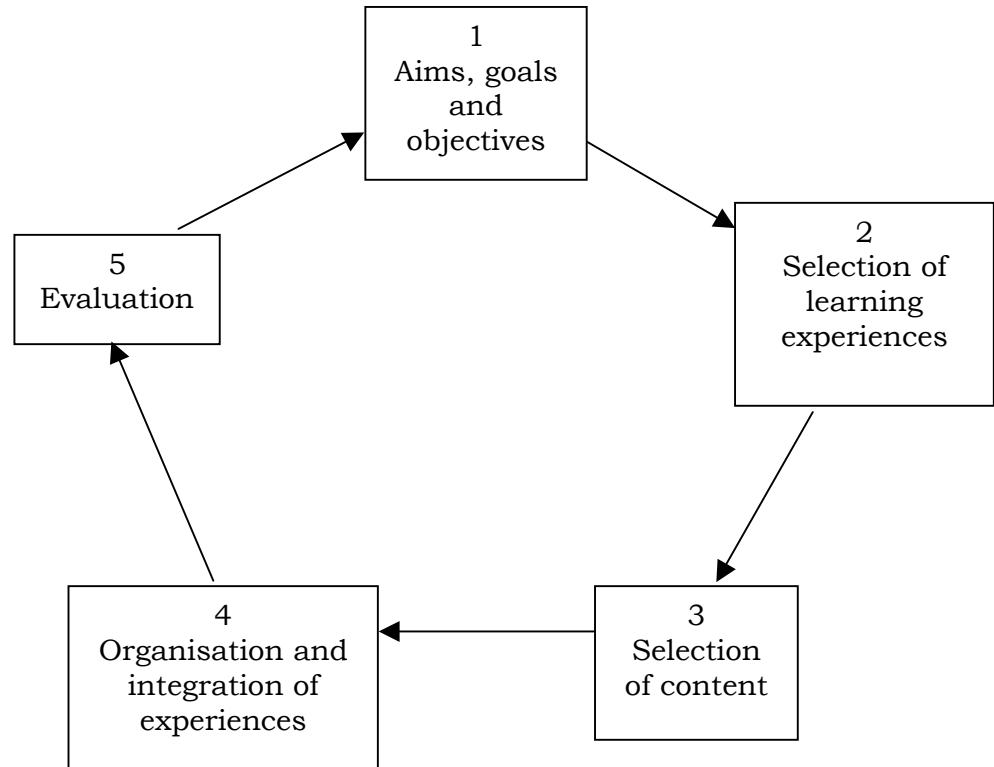 1
Aims, goals
and
objectives
2
Selection of
learning
experiences
3
Selection
of content
4
Organisation and
integration of
experiences
5
Evaluation